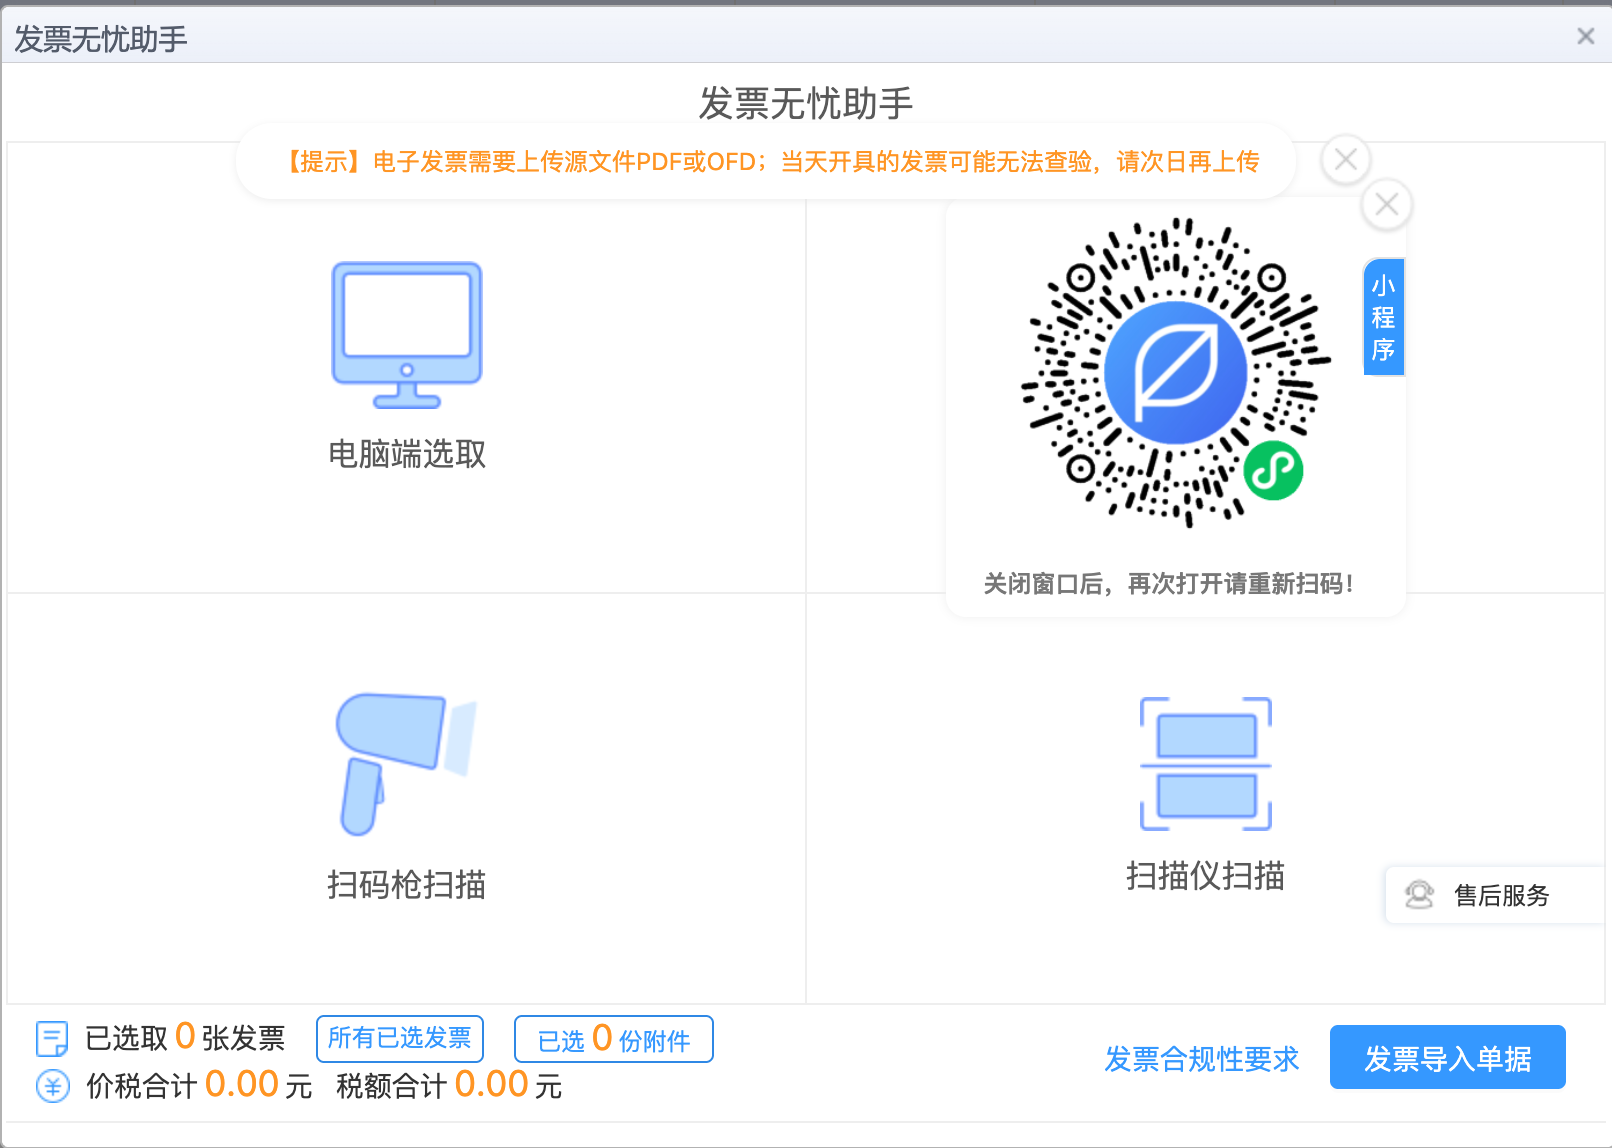 发票无忧助手
发票无忧助手
【提示】电子发票需要上传源文件PDF或OFD；当天开具的发票可能无法查验，请次日再上传
小程序
电脑端选取
关闭窗口后，再次打开请重新扫码！
扫码枪扫描
扫描仪扫描
售后服务
已选取 0 张发票 所有已选发票 已选 0 份附件
价税合计 0.00 元 税额合计 0.00 元
发票合规性要求 发票导入单据